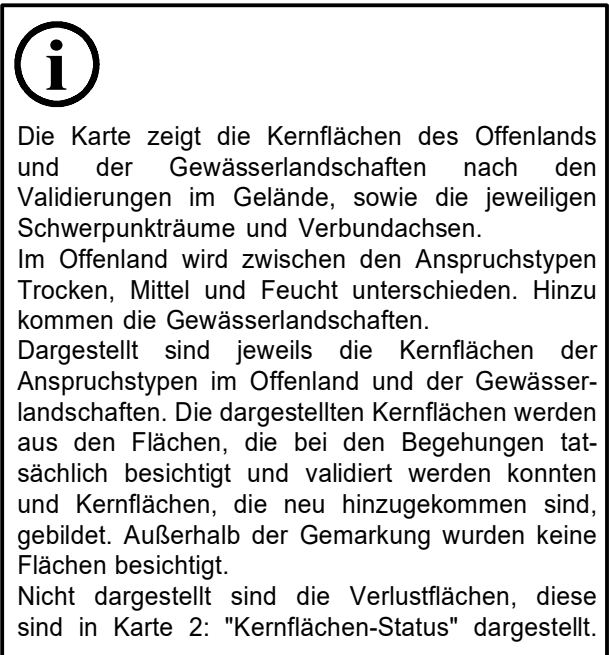 i
Die Karte zeigt die Kernflächen des Offenlands
und der Gewässerlandschaften nach den
Validierungen im Gelände, sowie die jeweiligen
Schwerpunkträume und Verbundachsen.
Im Offenland wird zwischen den Anspruchstypen
Trocken, Mittel und Feucht unterschieden. Hinzu
kommen die Gewässerlandschaften.
Dargestellt sind jeweils die Kernflächen der
Anspruchstypen im Offenland und der Gewässer-
landschaften. Die dargestellten Kernflächen werden
aus den Flächen, die bei den Begehungen tat-
sächlich besichtigt und validiert werden konnten
und Kernflächen, die neu hinzugekommen sind,
gebildet. Außerhalb der Gemarkung wurden keine
Flächen besichtigt.
Nicht dargestellt sind die Verlustflächen, diese
sind in Karte 2: "Kernflächen-Status" dargestellt.